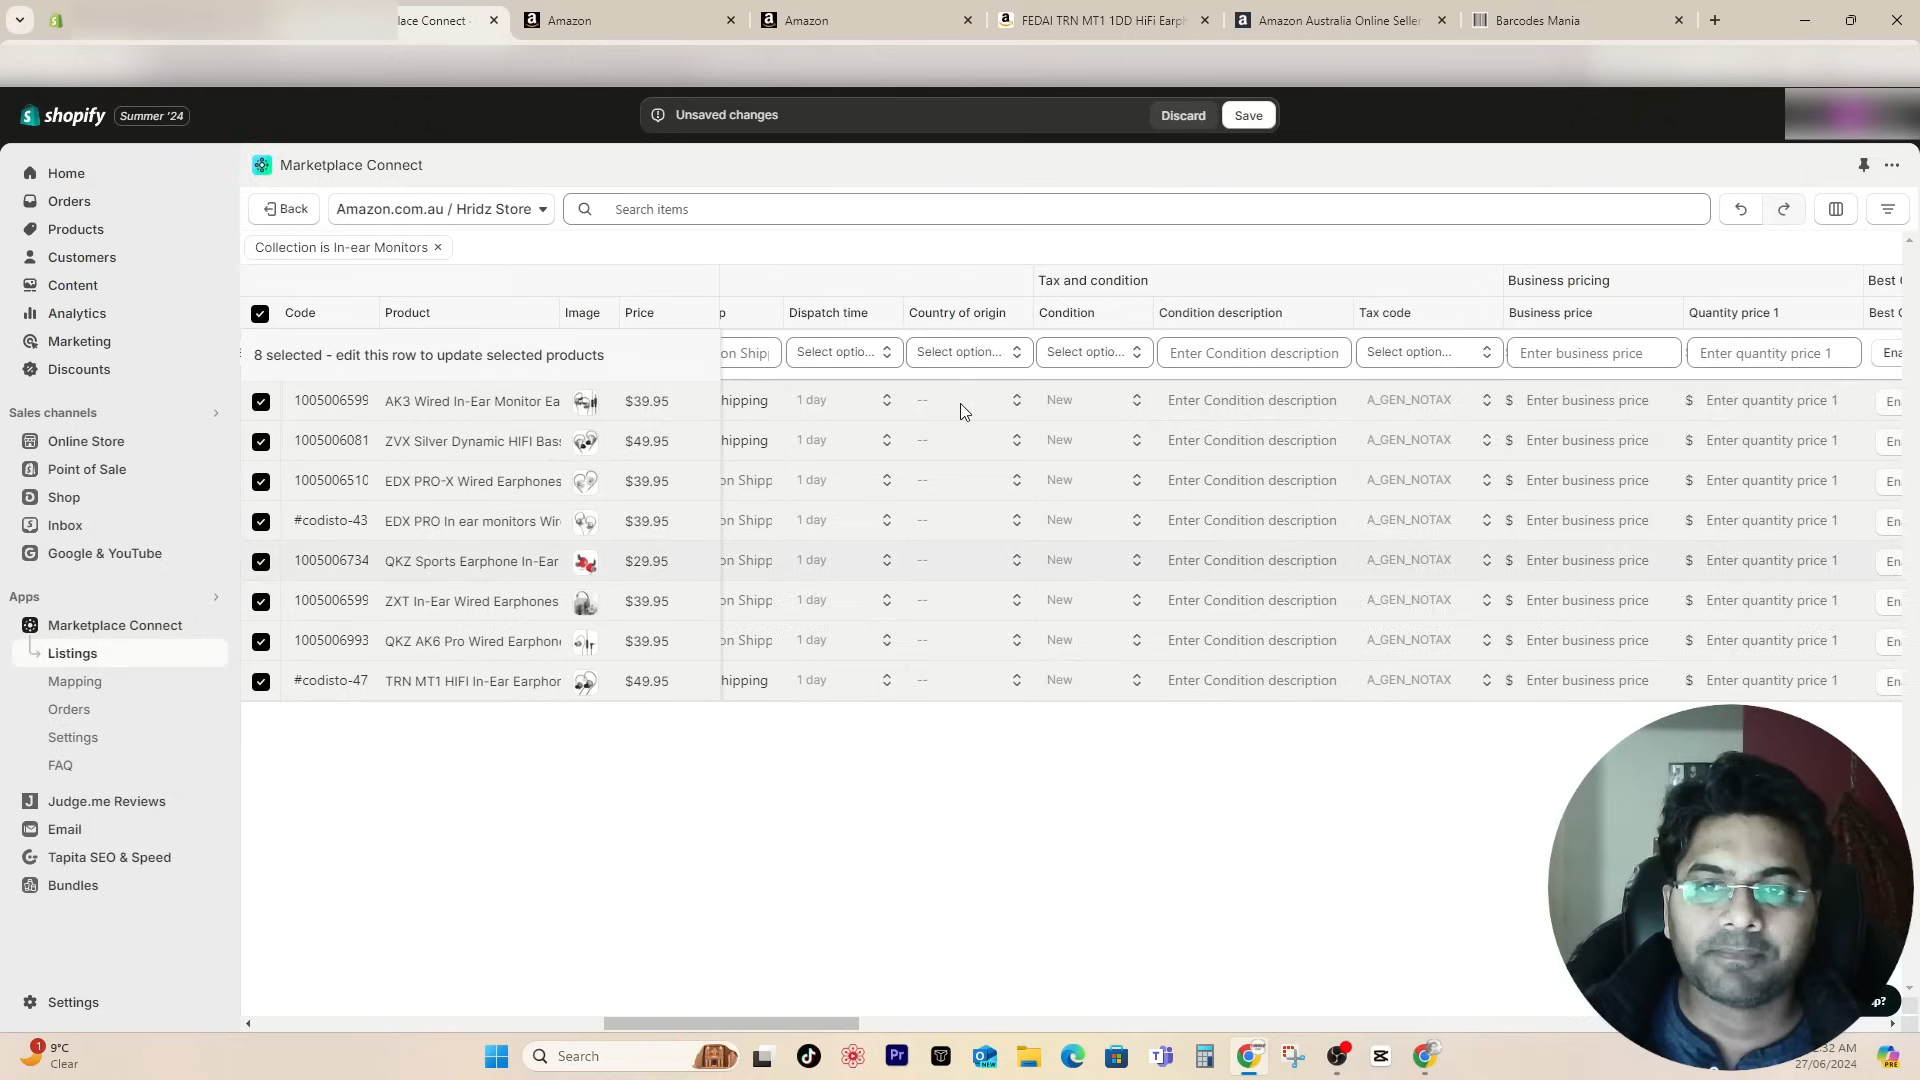 lace Connect -
Amazon
Amazon
FEDAI TRN MT1 1DD HiFi Earph
Amazon Australia Online Seller
Barcodes Mania
shopify
Summer '24
Unsaved changes
Discard
Save
Home
Orders
Products
Customers
Content
Analytics
Marketing
Discounts
Sales channels
Online Store
Point of Sale
Shop
Inbox
Google & YouTube
Apps
Marketplace Connect
Listings
Mapping
Orders
Settings
FAQ
Judge.me Reviews
Email
Tapita SEO & Speed
Bundles
Settings
Marketplace Connect
Back
Amazon.com.au / Hridz Store
Search items
Collection is In-ear Monitors
Tax and condition
Business pricing
Best
Code Product Image Price Dispatch time Country of origin Condition Condition description Tax code Business price Quantity price 1
8 selected - edit this row to update selected products
on Ship Select optio... Select option... Select optio... Enter Condition description Select option... Enter business price Enter quantity price 1 Ena
1005006599 AK3 Wired In-Ear Monitor Ea $39.95 hipping 1 day -- New Enter Condition description A_GEN_NOTAX $ Enter business price $ Enter quantity price 1 En
1005006081 ZVX Silver Dynamic HIFI Bas $49.95 hipping 1 day -- New Enter Condition description A_GEN_NOTAX $ Enter business price $ Enter quantity price 1 En
1005006510 EDX PRO-X Wired Earphones $39.95 on Shipp 1 day -- New Enter Condition description A_GEN_NOTAX $ Enter business price $ Enter quantity price 1 En
#codisto-43 EDX PRO In ear monitors Wir $39.95 on Shipp 1 day -- New Enter Condition description A_GEN_NOTAX $ Enter business price $ Enter quantity price 1 En
1005006734 QKZ Sports Earphone In-Ear $29.95 on Shipp 1 day -- New Enter Condition description A_GEN_NOTAX $ Enter business price $ Enter quantity price 1 En
1005006599 ZXT In-Ear Wired Earphones $39.95 on Shipp 1 day -- New Enter Condition description A_GEN_NOTAX $ Enter business price $ Enter quantity price 1 En
1005006993 QKZ AK6 Pro Wired Earphon $39.95 on Shipp 1 day -- New Enter Condition description A_GEN_NOTAX $ Enter business price $ Enter quantity price 1 En
#codisto-47 TRN MT1 HIFI In-Ear Earphor $49.95 hipping 1 day -- New Enter Condition description A_GEN_NOTAX $ Enter business price $ Enter quantity price 1 En
p?
1
9°C
Clear
Search
Pr
:32 AM
27/06/2024
PRE